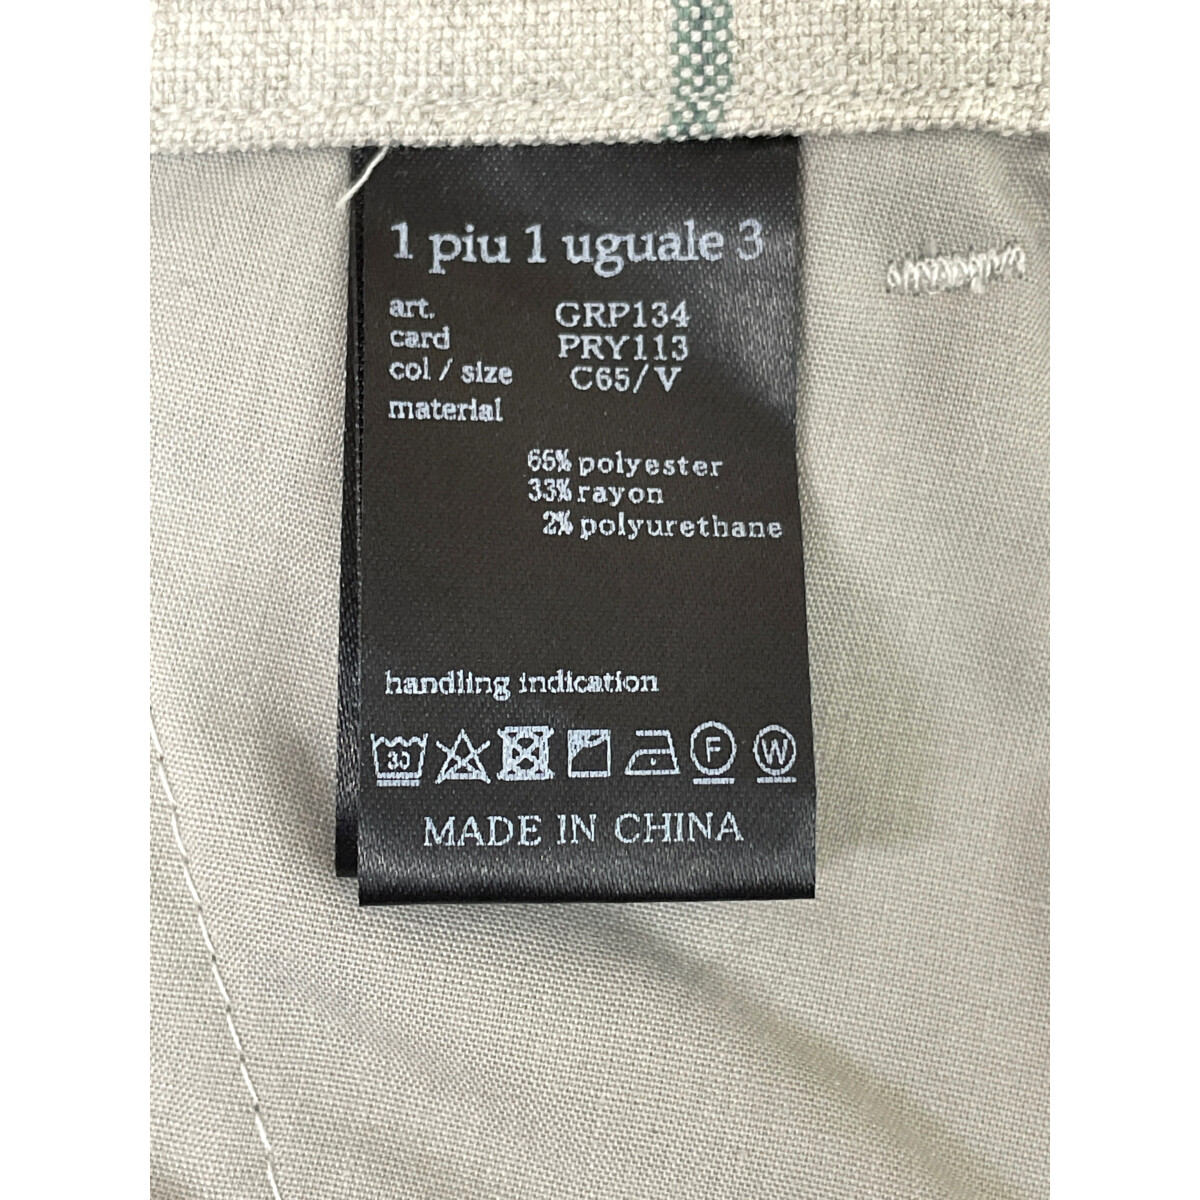 1 piu 1 uguale 3
art. GRP134
card PRY113
col / size C65/V
material
65% polyester
33% rayon
2% polyurethane
handling indication
30 F W
MADE IN CHINA